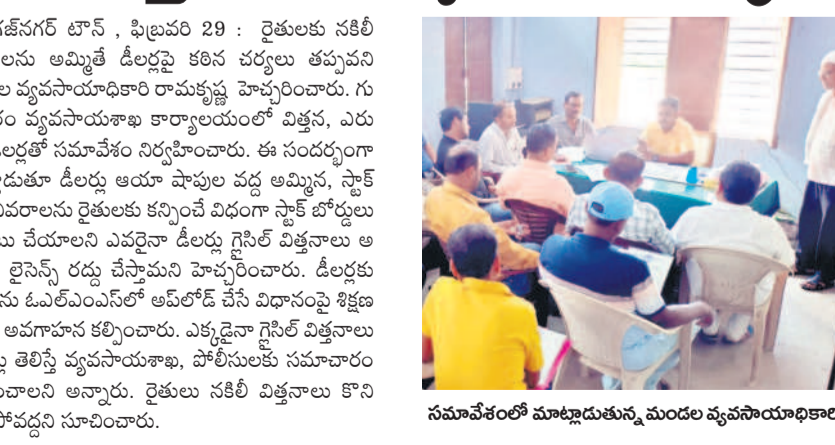 గజ్‌నగర్ టౌన్ , ఫిబ్రవరి 29 : రైతులకు నకిలీ
లను అమ్మితే డీలర్లపై కఠిన చర్యలు తప్పవని
ల వ్యవసాయాధికారి రామకృష్ణ హెచ్చరించారు. గు
రం వ్యవసాయశాఖ కార్యాలయంలో విత్తన, ఎరు
డీలర్లతో సమావేశం నిర్వహించారు. ఈ సందర్భంగా
డుతూ డీలర్లు ఆయా షాపుల వద్ద అమ్మిన, స్టాక్
వివరాలను రైతులకు కన్పించే విధంగా స్టాక్ బోర్డులు
టు చేయాలని ఎవరైనా డీలర్లు గ్లైసిల్ విత్తనాలు అ
లైసెన్స్ రద్దు చేస్తామని హెచ్చరించారు. డీలర్లకు
ను ఓఎల్ఎంఎస్‌లో అప్‌లోడ్ చేసే విధానంపై శిక్షణ
అవగాహన కల్పించారు. ఎక్కడైనా గ్లైసిల్ విత్తనాలు
్లు తెలిస్తే వ్యవసాయశాఖ, పోలీసులకు సమాచారం
ంచాలని అన్నారు. రైతులు నకిలీ విత్తనాలు కొని
పోవద్దని సూచించారు.
సమావేశంలో మాట్లాడుతున్న మండల వ్యవసాయాధికారి